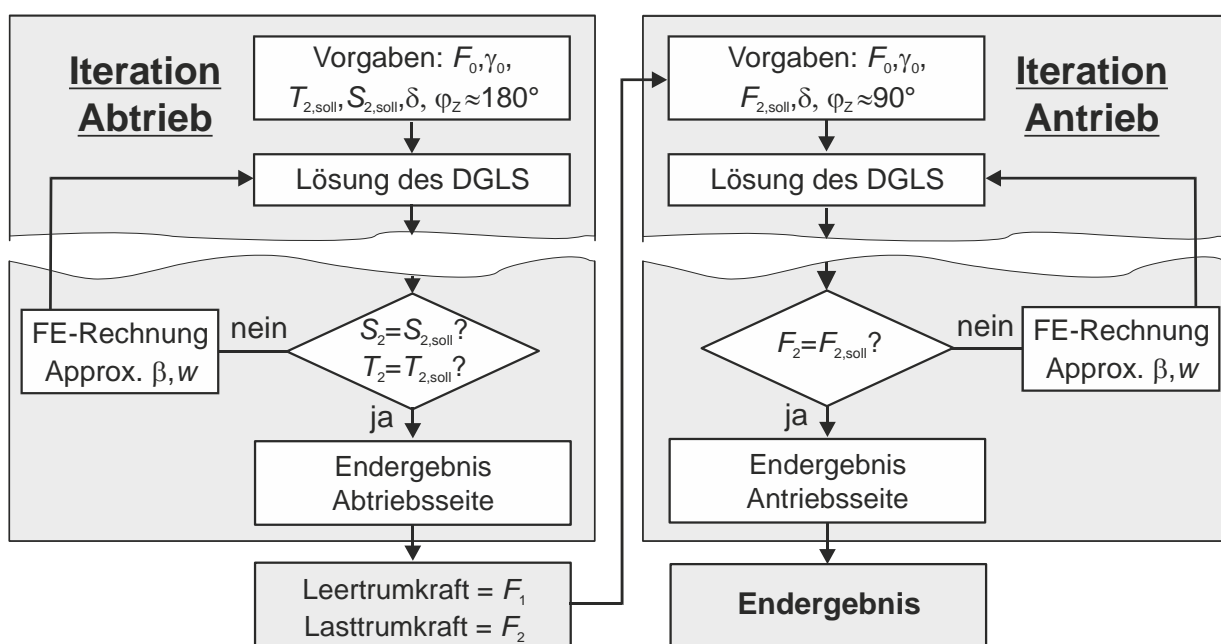 Iteration
Abtrieb
Vorgaben: F₀,γ₀,
T₂,soll,S₂,soll,δ, φ_Z≈180°
Lösung des DGLS
FE-Rechnung
Approx. β,w
nein
S₂=S₂,soll?
T₂=T₂,soll?
ja
Endergebnis
Abtriebsseite
Leertrumkraft = F₁
Lasttrumkraft = F₂
Iteration
Antrieb
Vorgaben: F₀,γ₀,
F₂,soll,δ, φ_Z≈90°
Lösung des DGLS
F₂=F₂,soll?
nein
FE-Rechnung
Approx. β,w
ja
Endergebnis
Antriebsseite
Endergebnis